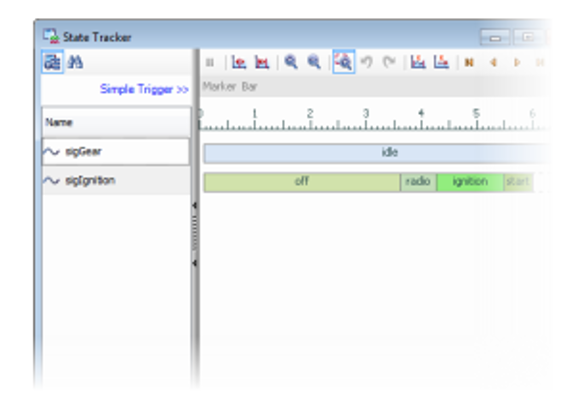 State Tracker
Simple Trigger >>
Marker Bar
Name
0 1 2 3 4 5 6
sigGear
idle
sigIgnition
off radio ignition start